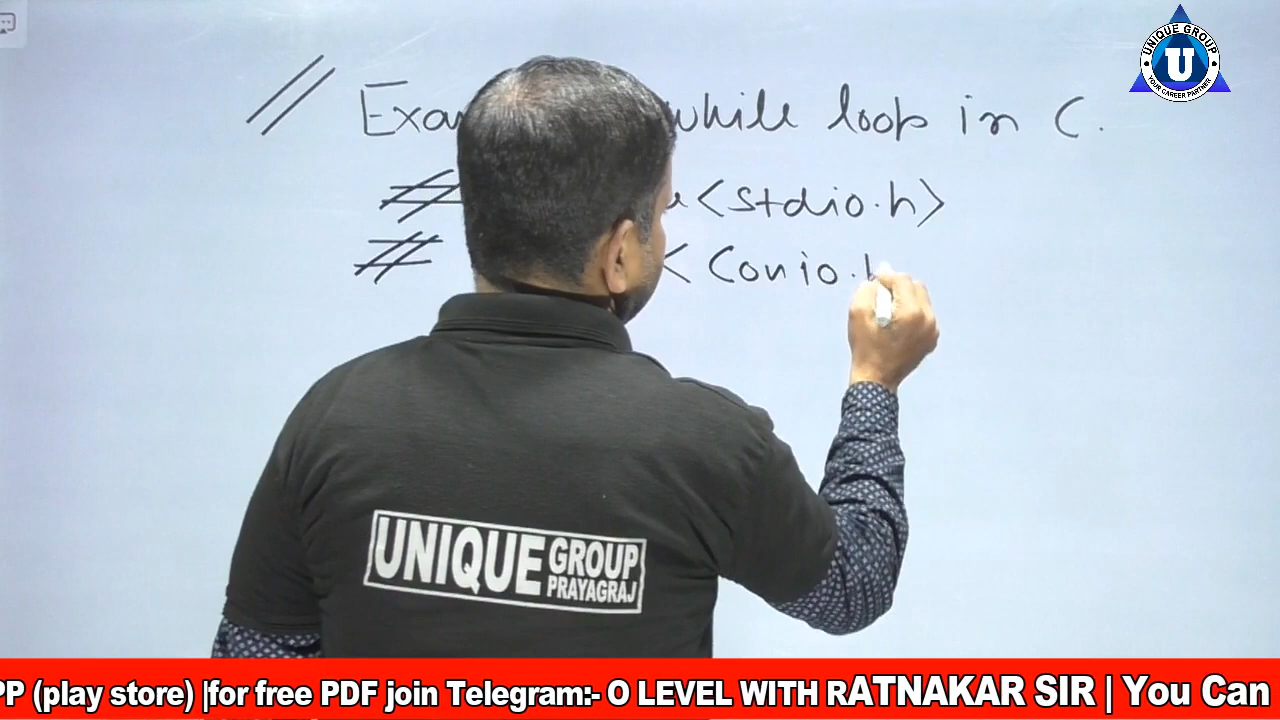 UNIQUE GROUP
U
YOUR CAREER PARTNER
// while loop in C.
# <stdio.h>
# < Conio.h
UNIQUE GROUP
PRAYAGRAJ
PP (play store) |for free PDF join Telegram:- O LEVEL WITH RATNAKAR SIR | You Can